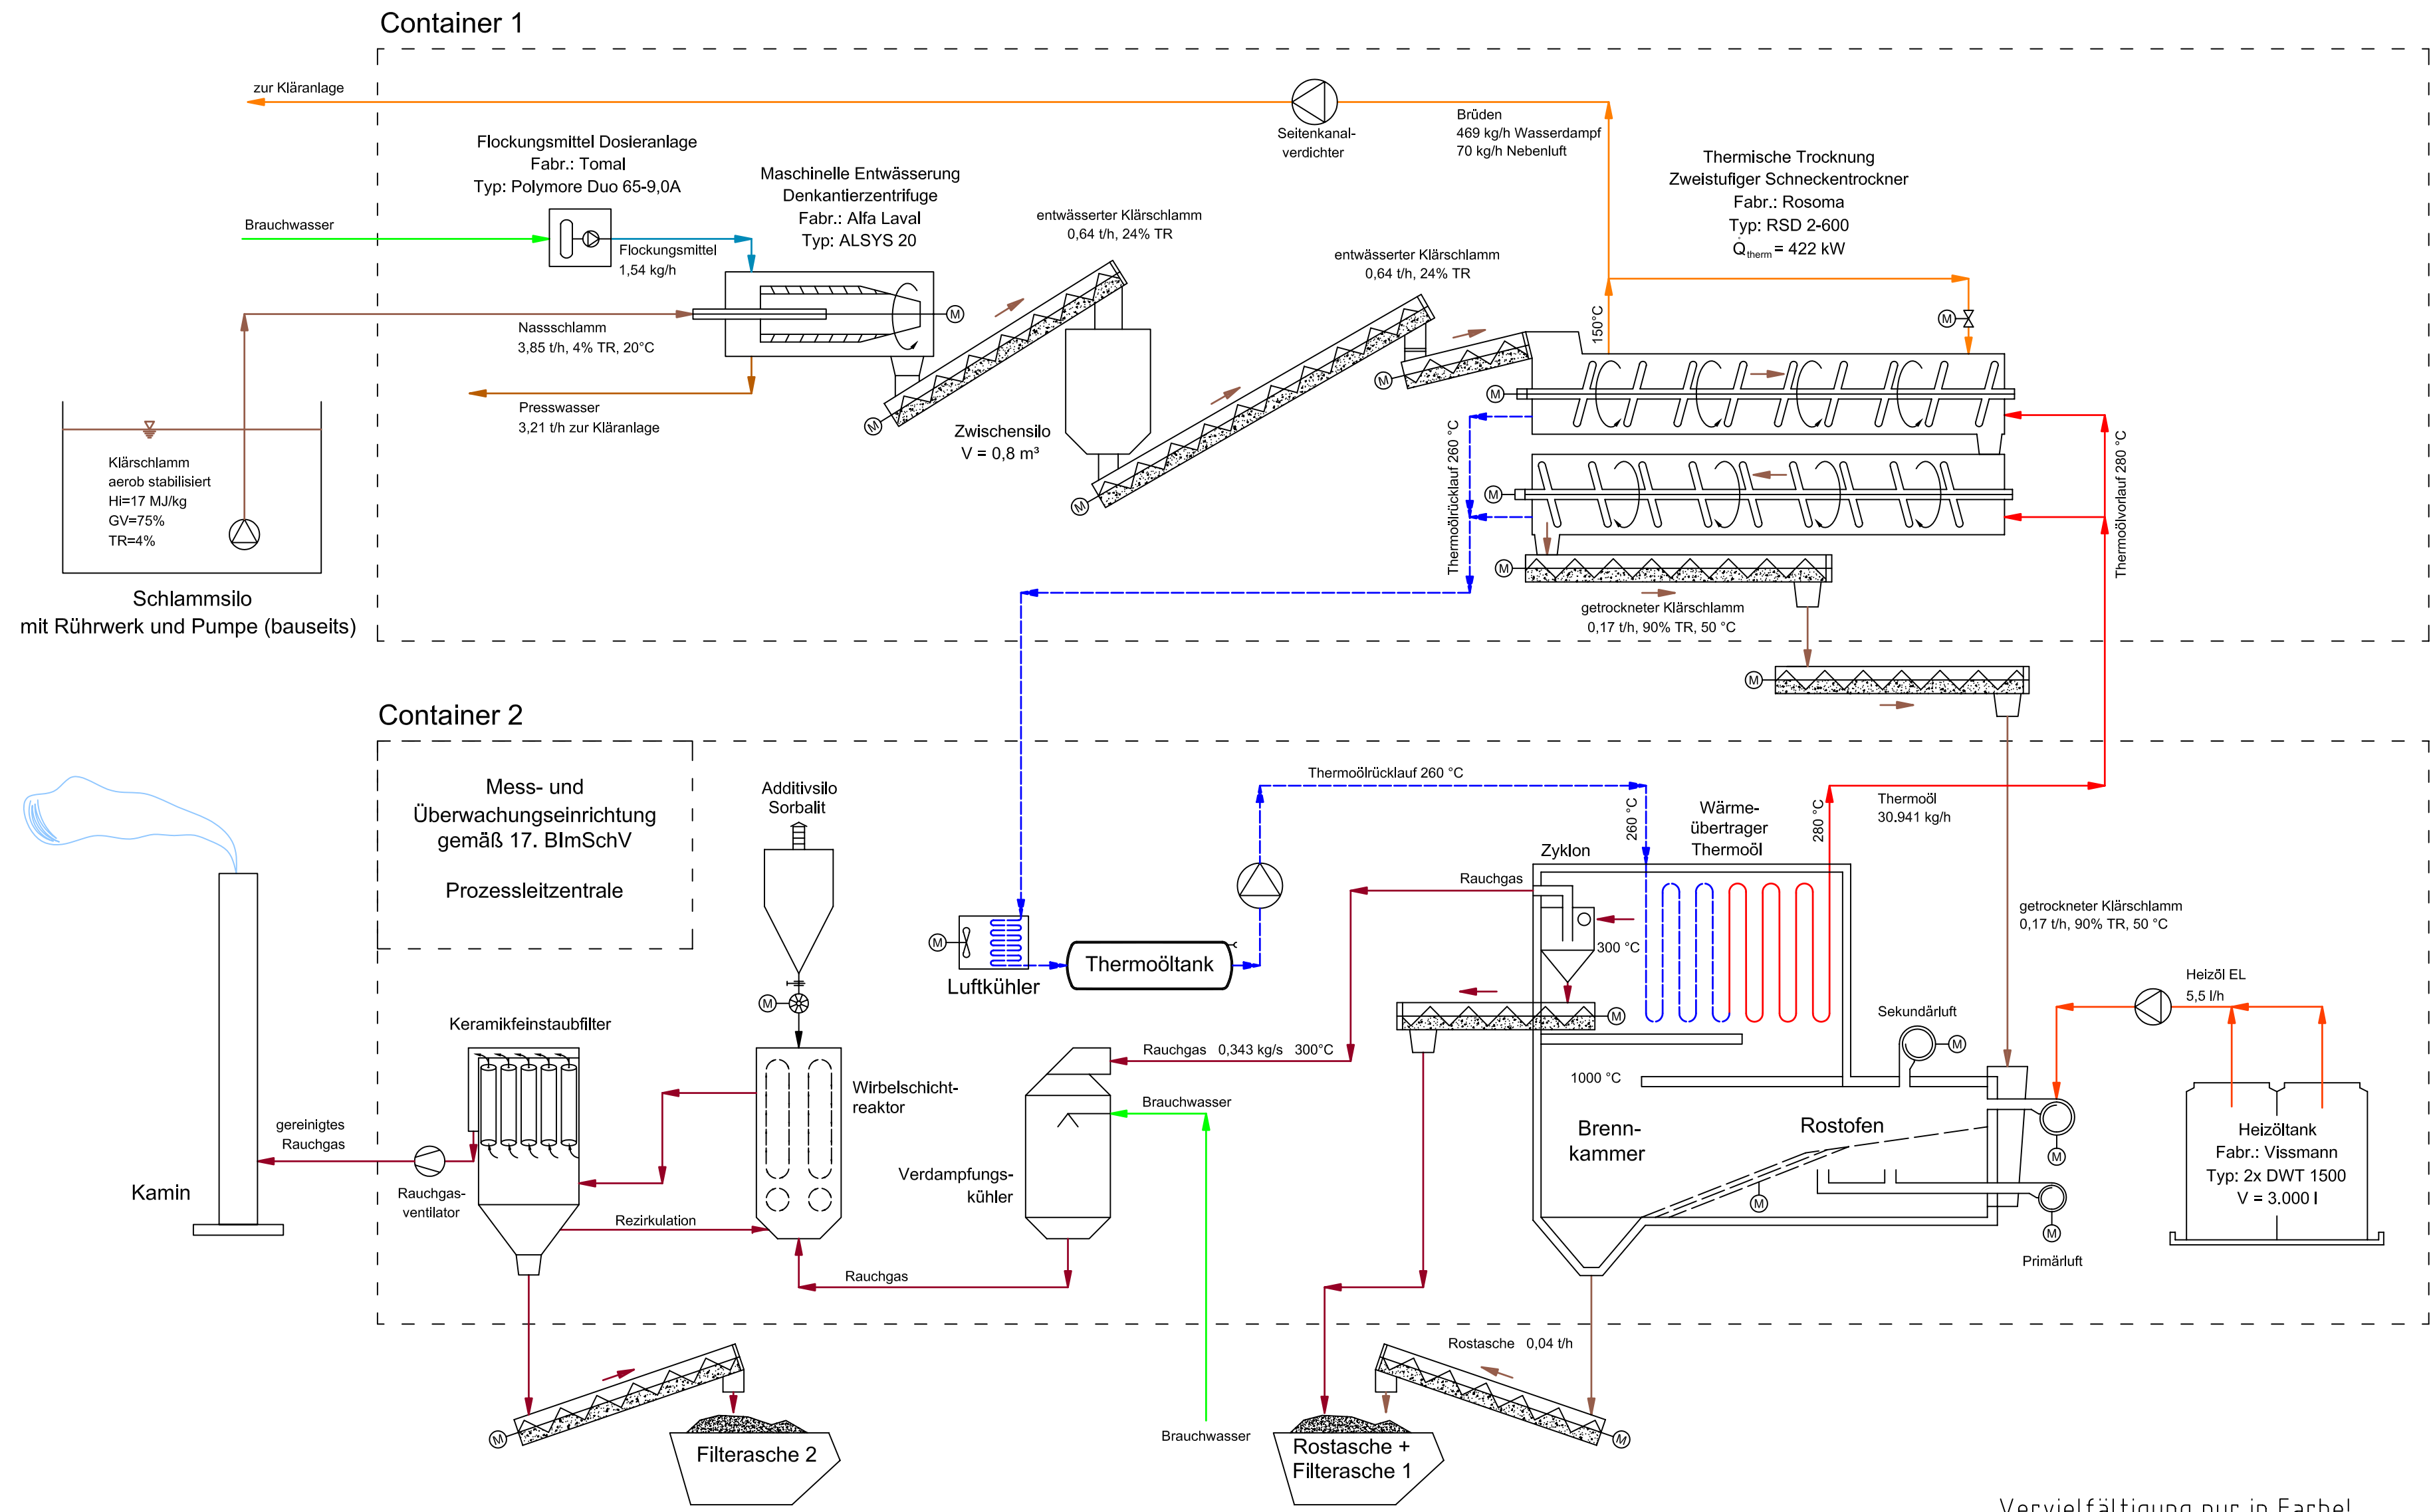 Container 1
zur Kläranlage
Seitenkanal-
verdichter
Brüden
469 kg/h Wasserdampf
70 kg/h Nebenluft
Flockungsmittel Dosieranlage
Fabr.: Tomal
Typ: Polymore Duo 65-9,0A
Maschinelle Entwässerung
Denkantierzentrifuge
Fabr.: Alfa Laval
Typ: ALSYS 20
Thermische Trocknung
Zweistufiger Schneckentrockner
Fabr.: Rosoma
Typ: RSD 2-600
Q̇therm = 422 kW
Brauchwasser
Flockungsmittel
1,54 kg/h
entwässerter Klärschlamm
0,64 t/h, 24% TR
entwässerter Klärschlamm
0,64 t/h, 24% TR
150°C
M
M
M
M
M
M
M
M
Nassschlamm
3,85 t/h, 4% TR, 20°C
Presswasser
3,21 t/h zur Kläranlage
Zwischensilo
V = 0,8 m³
Thermoölrücklauf 260 °C
Thermoölvorlauf 280 °C
Klärschlamm
aerob stabilisiert
Hi=17 MJ/kg
GV=75%
TR=4%
Schlammsilo
mit Rührwerk und Pumpe (bauseits)
getrockneter Klärschlamm
0,17 t/h, 90% TR, 50 °C
M
Container 2
Mess- und
Überwachungseinrichtung
gemäß 17. BImSchV
Prozessleitzentrale
Additivsilo
Sorbalit
M
Thermoölrücklauf 260 °C
260 °C
Wärme-
übertrager
Thermoöl
280 °C
Thermoöl
30.941 kg/h
Zyklon
Rauchgas
300 °C
M
M
Luftkühler
Thermoöltank
getrockneter Klärschlamm
0,17 t/h, 90% TR, 50 °C
Heizöl EL
5,5 l/h
Sekundärluft
M
Keramikfeinstaubfilter
Wirbelschicht-
reaktor
Rauchgas 0,343 kg/s 300°C
Brauchwasser
Verdampfungs-
kühler
1000 °C
Brenn-
kammer
Rostofen
M
M
M
Primärluft
Heizöltank
Fabr.: Vissmann
Typ: 2x DWT 1500
V = 3.000 l
gereinigtes
Rauchgas
Kamin
Rauchgas-
ventilator
Rezirkulation
Rauchgas
Rostasche 0,04 t/h
M
M
Filterasche 2
Brauchwasser
Rostasche +
Filterasche 1
Vervielfältigung nur in Farbe!